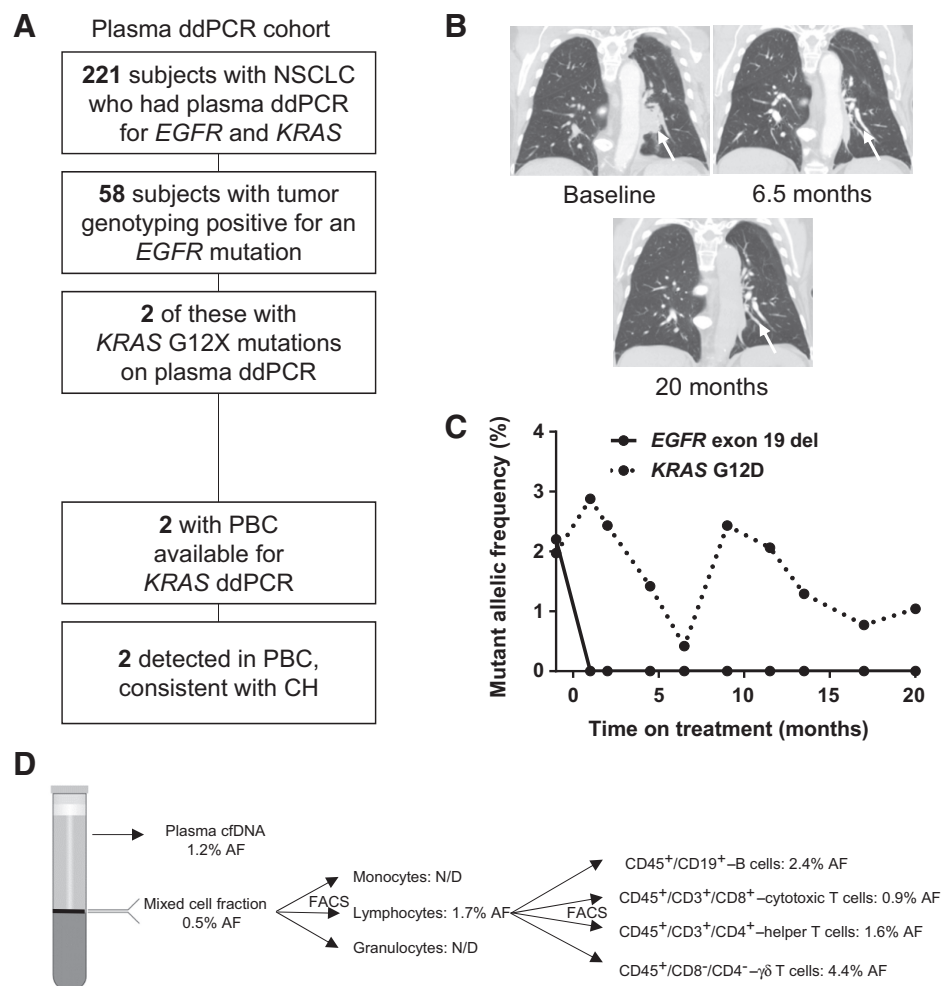 A
Plasma ddPCR cohort
221 subjects with NSCLC
who had plasma ddPCR
for EGFR and KRAS
58 subjects with tumor
genotyping positive for an
EGFR mutation
2 of these with
KRAS G12X mutations
on plasma ddPCR
2 with PBC
available for
KRAS ddPCR
2 detected in PBC,
consistent with CH
B
Baseline
6.5 months
20 months
C
Mutant allelic frequency (%)
4
3
2
1
0
EGFR exon 19 del
KRAS G12D
0 5 10 15 20
Time on treatment (months)
D
Plasma cfDNA
1.2% AF
Mixed cell fraction
0.5% AF
FACS
Monocytes: N/D
Lymphocytes: 1.7% AF
Granulocytes: N/D
FACS
CD45⁺/CD19⁺–B cells: 2.4% AF
CD45⁺/CD3⁺/CD8⁺–cytotoxic T cells: 0.9% AF
CD45⁺/CD3⁺/CD4⁺–helper T cells: 1.6% AF
CD45⁺/CD8⁻/CD4⁻–γδ T cells: 4.4% AF